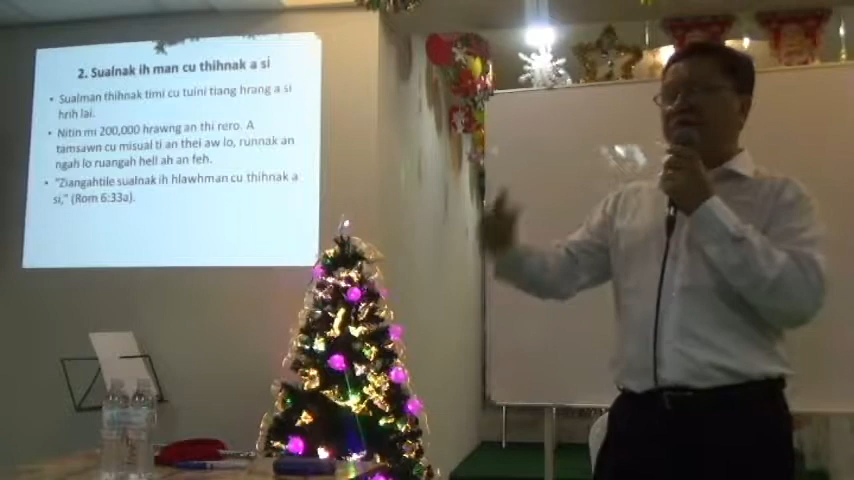 2. Sualnak ih man cu thihnak a si
• Sualman thihnak timi cu tuini tiang hrang a si
hrih lai.
• Nitin mi 200,000 hrawng an thi rero. A
tamsawn cu misual ti an thei aw lo, runnak an
ngah lo ruangah hell ah an feh.
• "Ziangahtile sualnak ih hlawhman cu thihnak a
si," (Rom 6:33a).